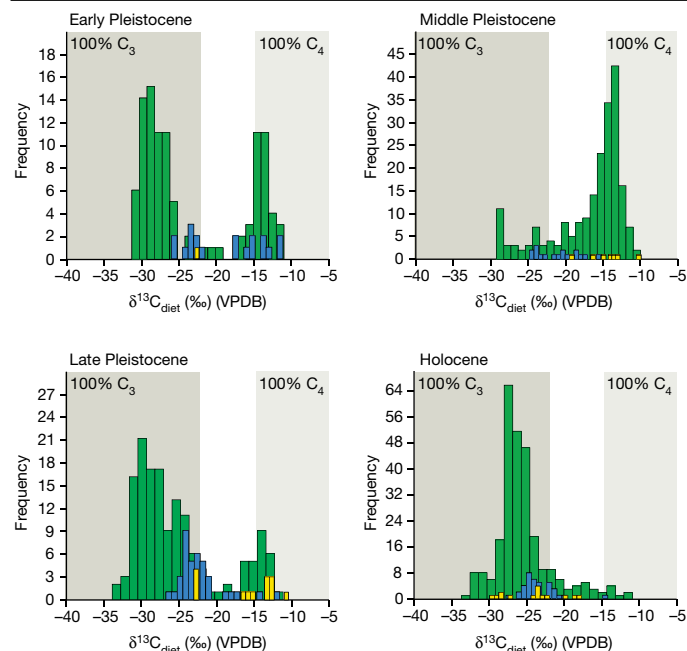 Early Pleistocene
100% C3
100% C4
18
16
14
12
10
8
6
4
2
0
Frequency
−40 −35 −30 −25 −20 −15 −10 −5
δ13Cdiet (‰) (VPDB)
Middle Pleistocene
100% C3
100% C4
45
40
35
30
25
20
15
10
5
0
Frequency
−40 −35 −30 −25 −20 −15 −10 −5
δ13Cdiet (‰) (VPDB)
Late Pleistocene
100% C3
100% C4
27
24
21
18
15
12
9
6
3
0
Frequency
−40 −35 −30 −25 −20 −15 −10 −5
δ13Cdiet (‰) (VPDB)
Holocene
100% C3
100% C4
64
56
48
40
32
24
16
8
0
Frequency
−40 −35 −30 −25 −20 −15 −10 −5
δ13Cdiet (‰) (VPDB)